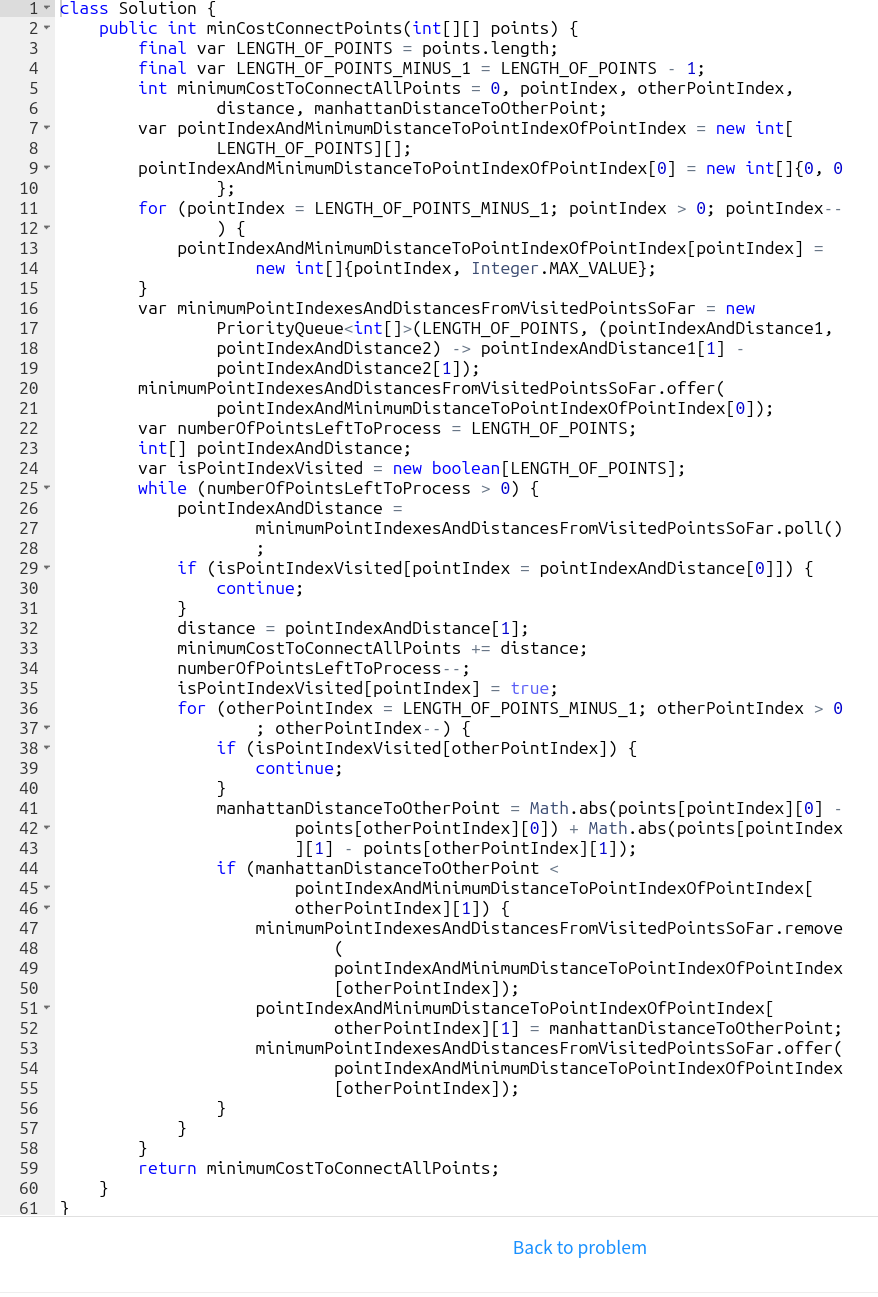 1 class Solution {
2 public int minCostConnectPoints(int[][] points) {
3 final var LENGTH_OF_POINTS = points.length;
4 final var LENGTH_OF_POINTS_MINUS_1 = LENGTH_OF_POINTS - 1;
5 int minimumCostToConnectAllPoints = 0, pointIndex, otherPointIndex,
6 distance, manhattanDistanceToOtherPoint;
7 var pointIndexAndMinimumDistanceToPointIndexOfPointIndex = new int[
8 LENGTH_OF_POINTS][];
9 pointIndexAndMinimumDistanceToPointIndexOfPointIndex[0] = new int[]{0, 0
10 };
11 for (pointIndex = LENGTH_OF_POINTS_MINUS_1; pointIndex > 0; pointIndex--
12 ) {
13 pointIndexAndMinimumDistanceToPointIndexOfPointIndex[pointIndex] =
14 new int[]{pointIndex, Integer.MAX_VALUE};
15 }
16 var minimumPointIndexesAndDistancesFromVisitedPointsSoFar = new
17 PriorityQueue<int[]>(LENGTH_OF_POINTS, (pointIndexAndDistance1,
18 pointIndexAndDistance2) -> pointIndexAndDistance1[1] -
19 pointIndexAndDistance2[1]);
20 minimumPointIndexesAndDistancesFromVisitedPointsSoFar.offer(
21 pointIndexAndMinimumDistanceToPointIndexOfPointIndex[0]);
22 var numberOfPointsLeftToProcess = LENGTH_OF_POINTS;
23 int[] pointIndexAndDistance;
24 var isPointIndexVisited = new boolean[LENGTH_OF_POINTS];
25 while (numberOfPointsLeftToProcess > 0) {
26 pointIndexAndDistance =
27 minimumPointIndexesAndDistancesFromVisitedPointsSoFar.poll()
28 ;
29 if (isPointIndexVisited[pointIndex = pointIndexAndDistance[0]]) {
30 continue;
31 }
32 distance = pointIndexAndDistance[1];
33 minimumCostToConnectAllPoints += distance;
34 numberOfPointsLeftToProcess--;
35 isPointIndexVisited[pointIndex] = true;
36 for (otherPointIndex = LENGTH_OF_POINTS_MINUS_1; otherPointIndex > 0
37 ; otherPointIndex--) {
38 if (isPointIndexVisited[otherPointIndex]) {
39 continue;
40 }
41 manhattanDistanceToOtherPoint = Math.abs(points[pointIndex][0] -
42 points[otherPointIndex][0]) + Math.abs(points[pointIndex
43 ][1] - points[otherPointIndex][1]);
44 if (manhattanDistanceToOtherPoint <
45 pointIndexAndMinimumDistanceToPointIndexOfPointIndex[
46 otherPointIndex][1]) {
47 minimumPointIndexesAndDistancesFromVisitedPointsSoFar.remove
48 (
49 pointIndexAndMinimumDistanceToPointIndexOfPointIndex
50 [otherPointIndex]);
51 pointIndexAndMinimumDistanceToPointIndexOfPointIndex[
52 otherPointIndex][1] = manhattanDistanceToOtherPoint;
53 minimumPointIndexesAndDistancesFromVisitedPointsSoFar.offer(
54 pointIndexAndMinimumDistanceToPointIndexOfPointIndex
55 [otherPointIndex]);
56 }
57 }
58 }
59 return minimumCostToConnectAllPoints;
60 }
61 }
Back to problem